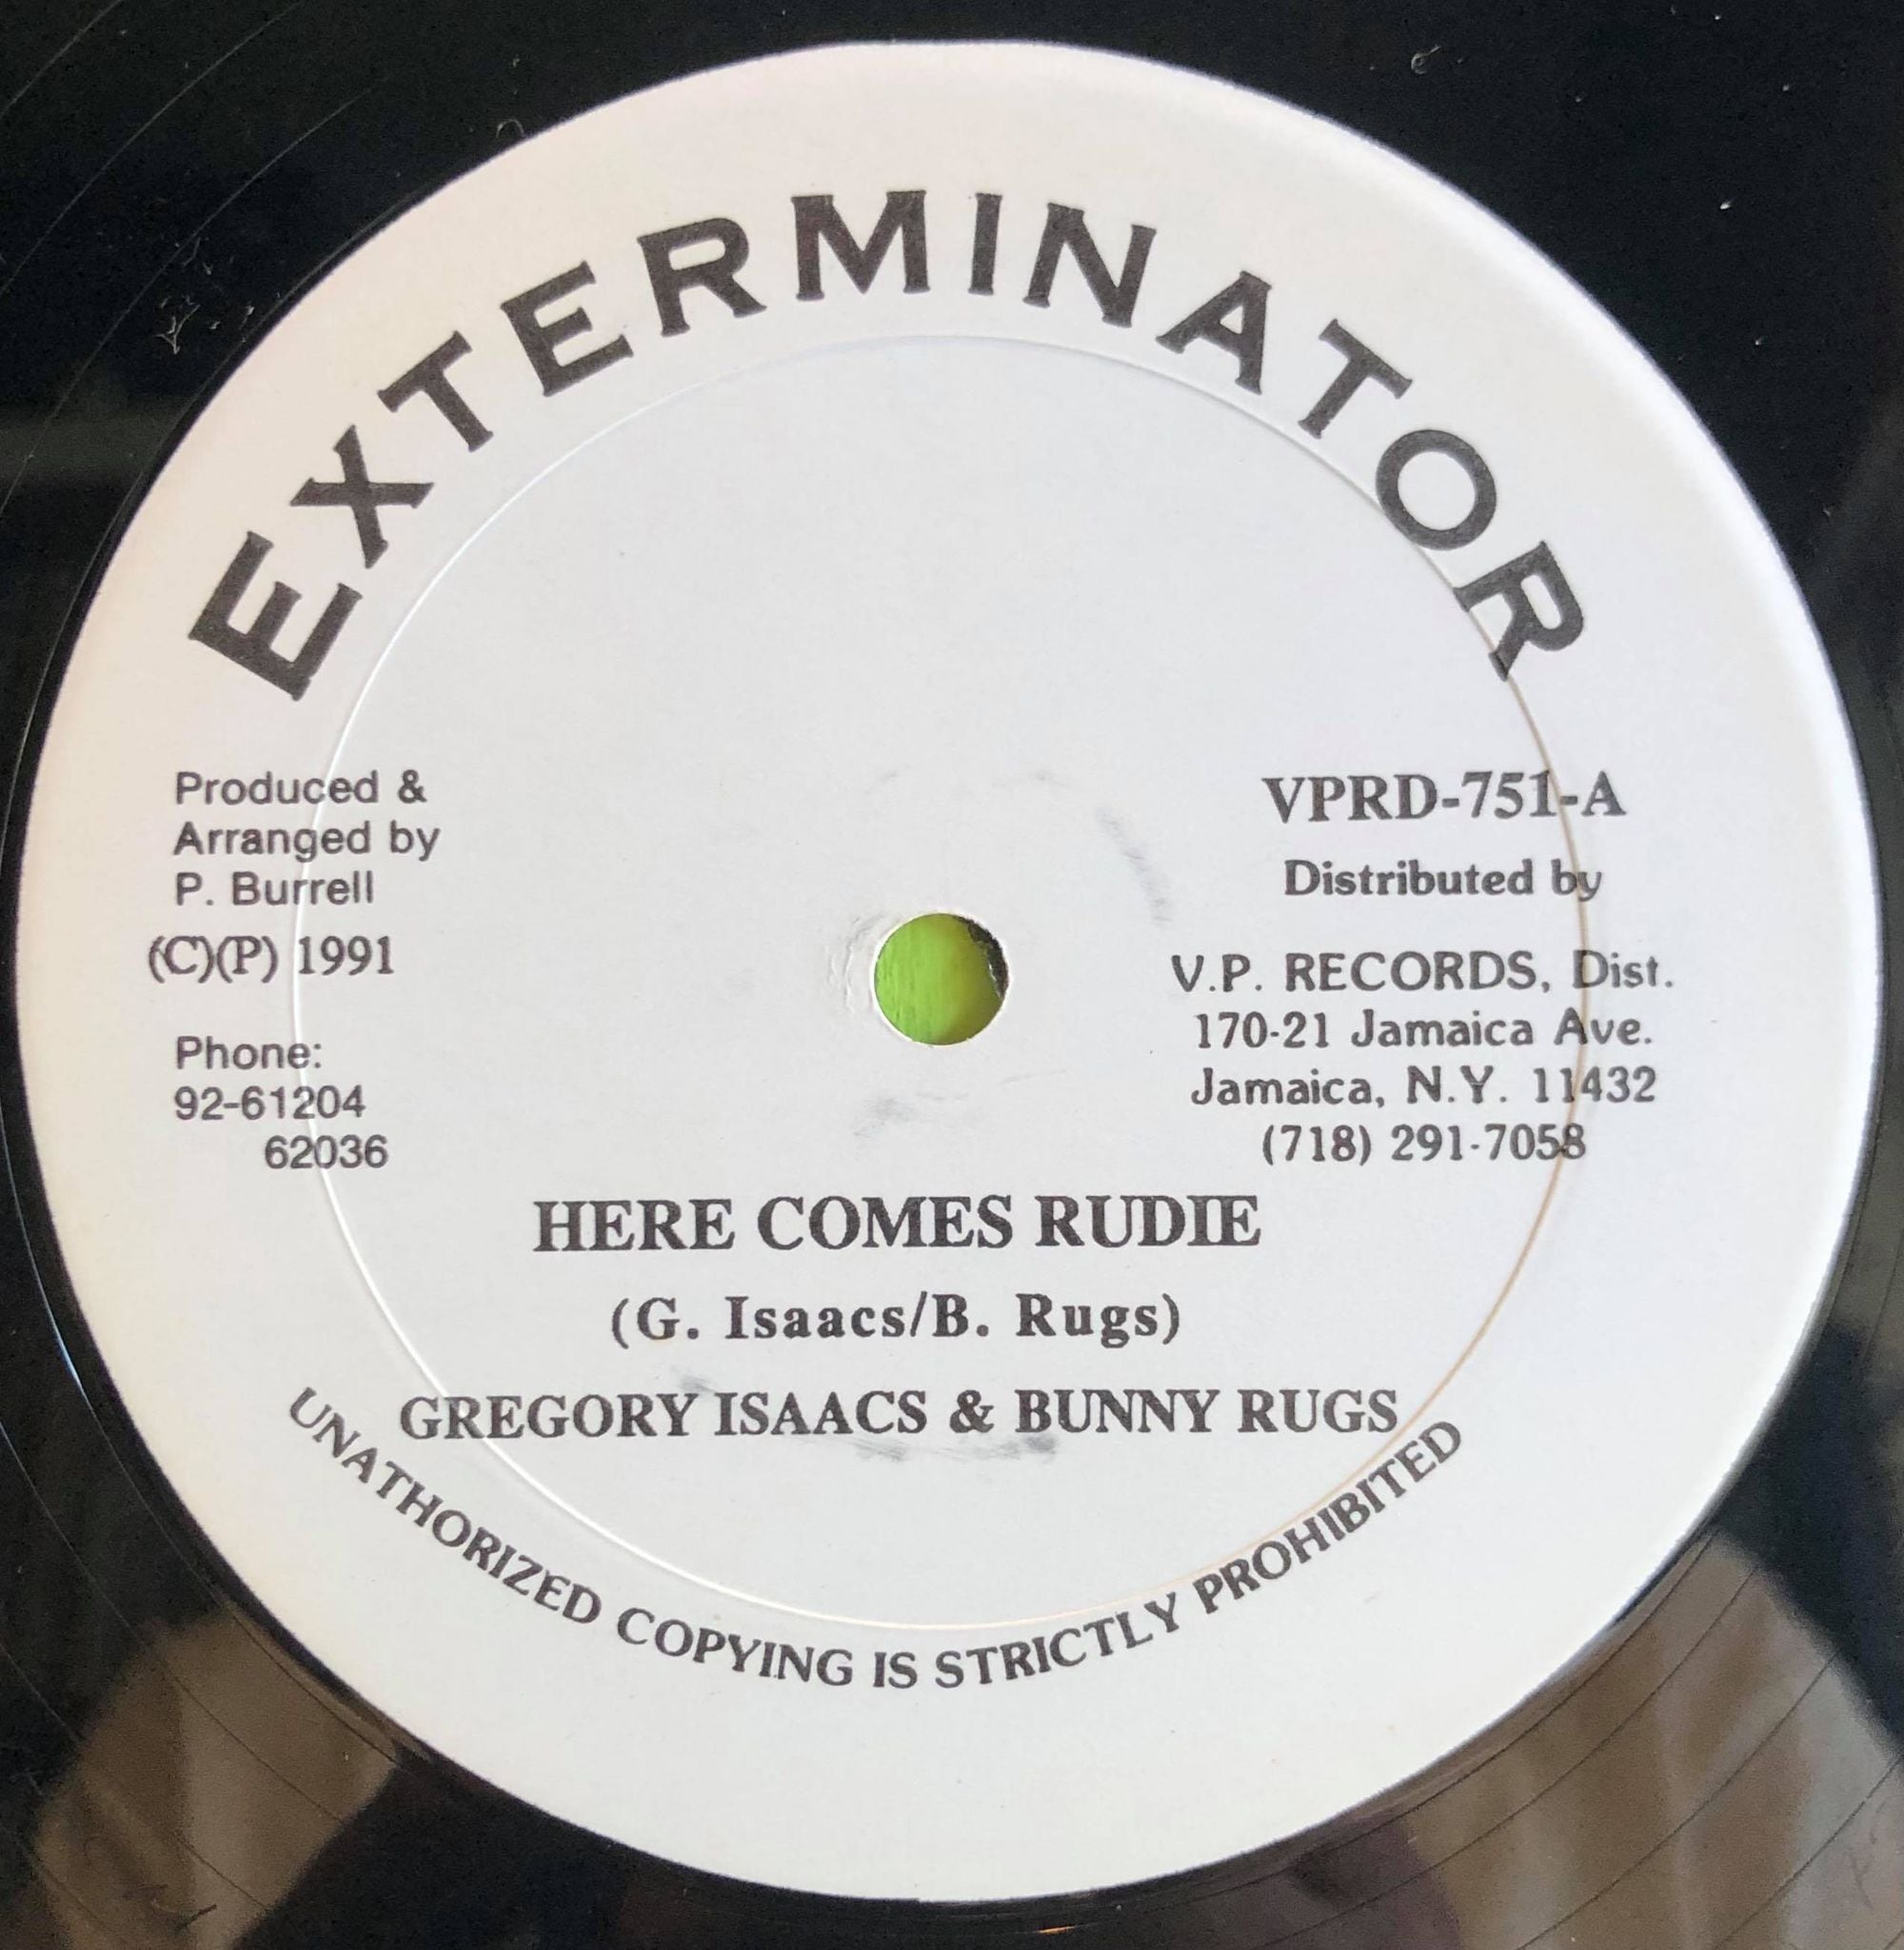 EXTERMINATOR
Produced &
Arranged by
P. Burrell
(C)(P) 1991
Phone:
92-61204
62036
VPRD-751-A
Distributed by
V.P. RECORDS, Dist.
170-21 Jamaica Ave.
Jamaica, N.Y. 11432
(718) 291-7058
HERE COMES RUDIE
(G. Isaacs/B. Rugs)
GREGORY ISAACS & BUNNY RUGS
UNATHORIZED COPYING IS STRICTLY PROHIBITED